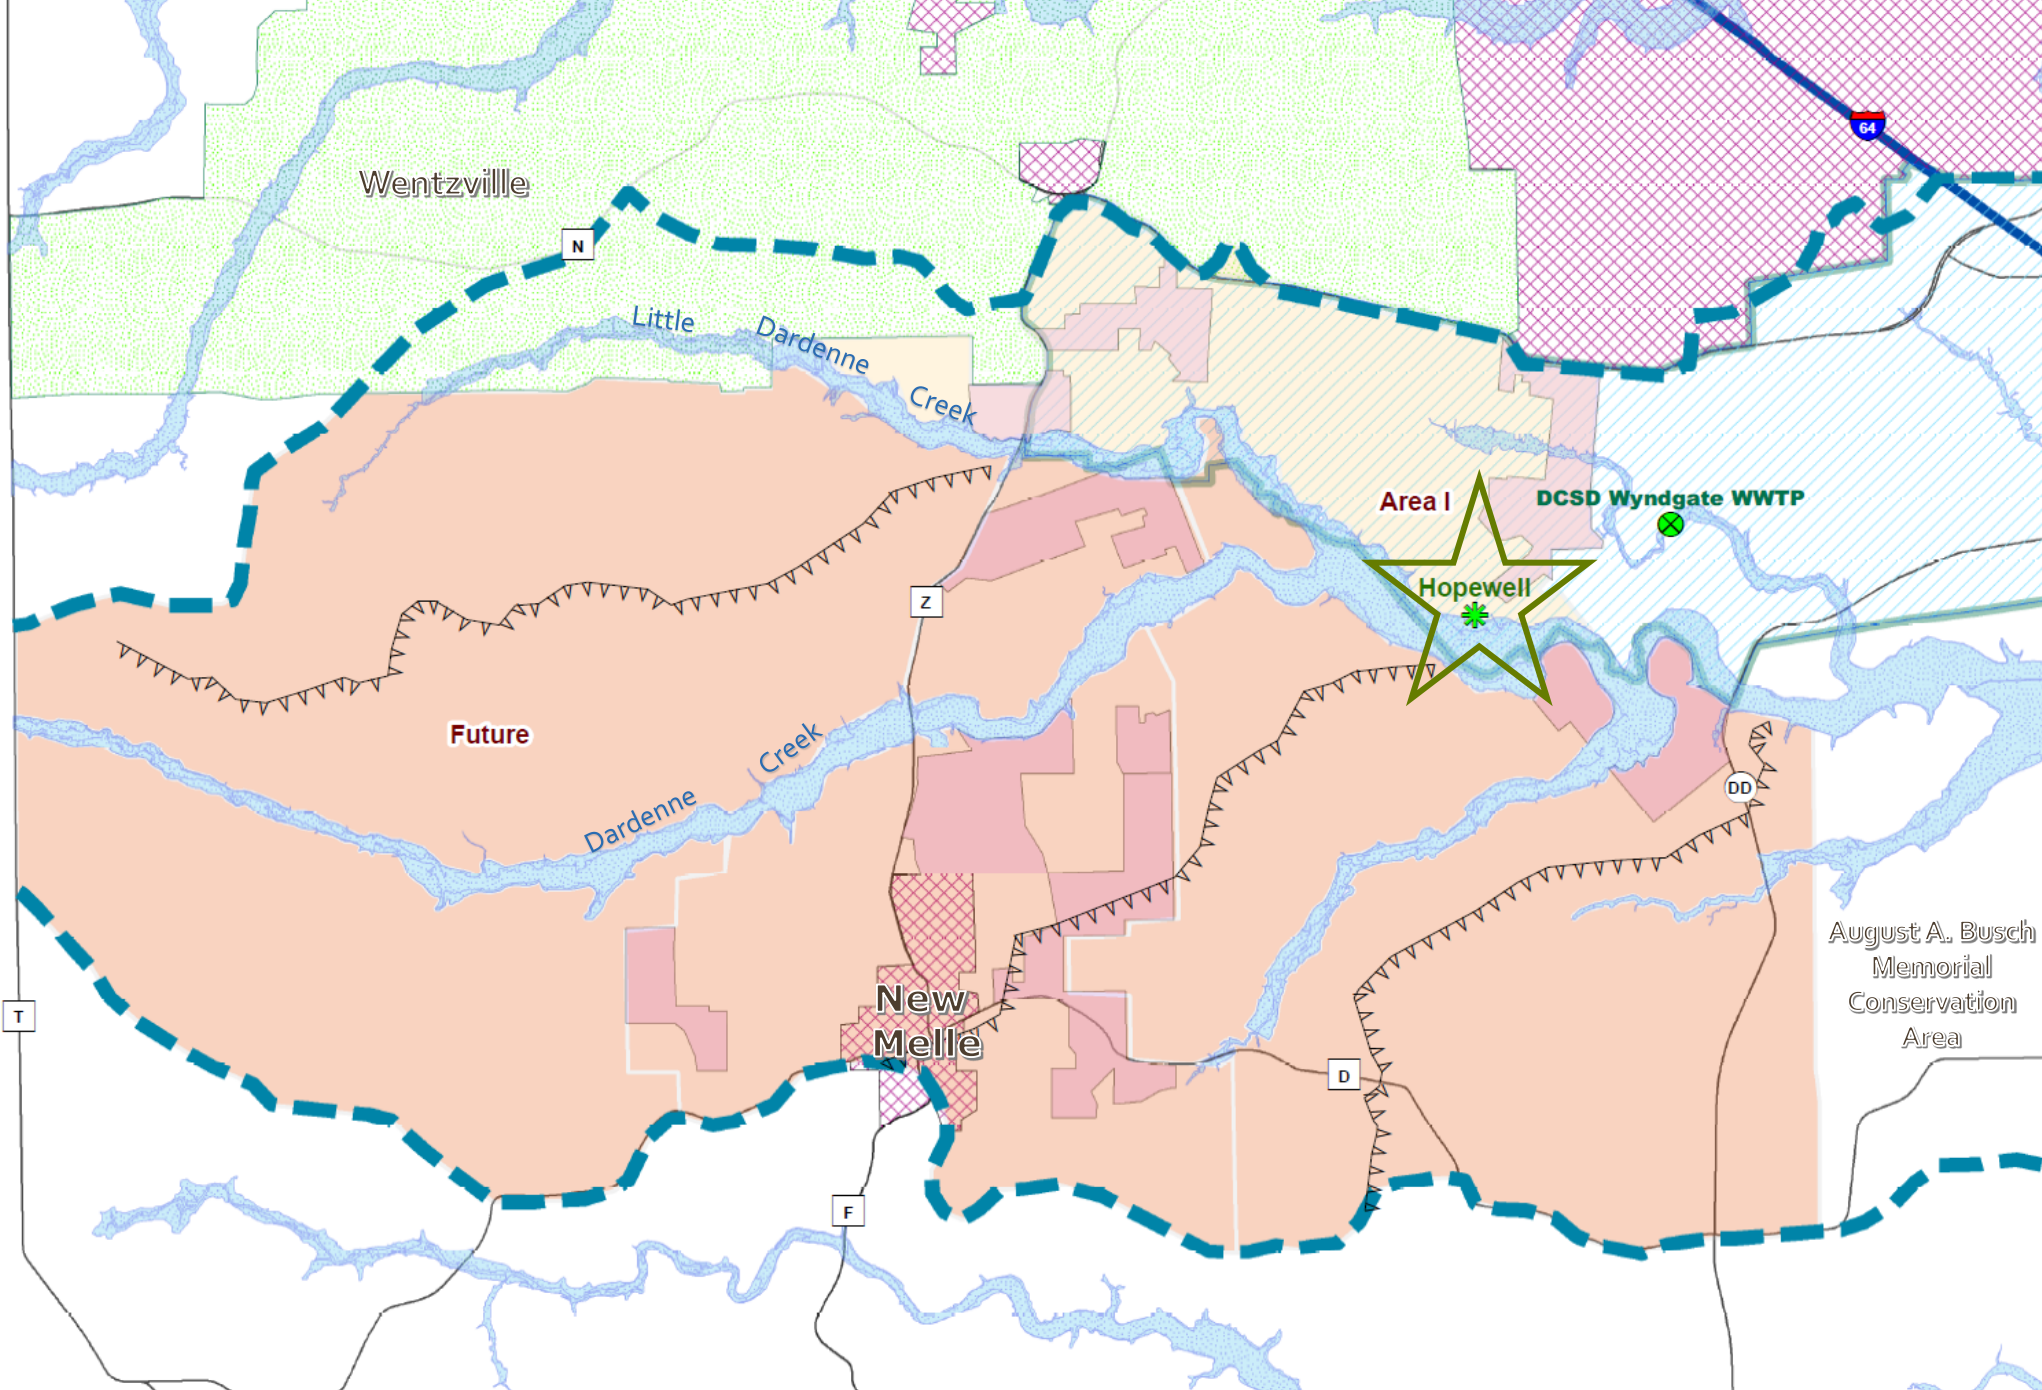 64
Wentzville
N
Little Dardenne Creek
Area I
DCSD Wyndgate WWTP
Hopewell
Z
Future
Dardenne Creek
DD
August A. Busch
Memorial
Conservation
Area
New
Melle
T
D
F